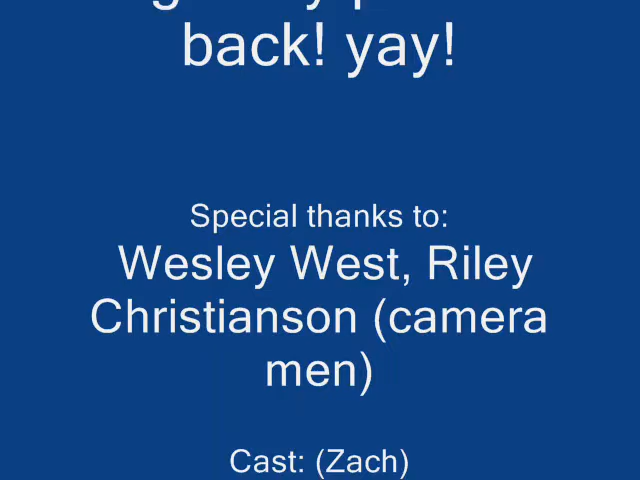 back! yay!
Special thanks to:
Wesley West, Riley
Christianson (camera
men)
Cast: (Zach)